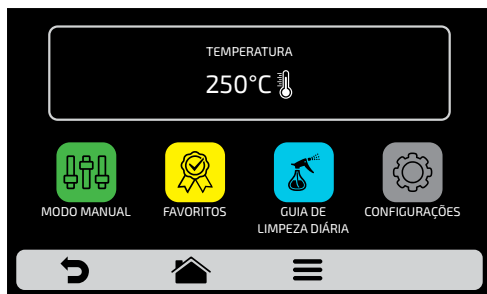 TEMPERATURA
250°C
MODO MANUAL
FAVORITOS
GUIA DE
LIMPEZA DIÁRIA
CONFIGURAÇÕES